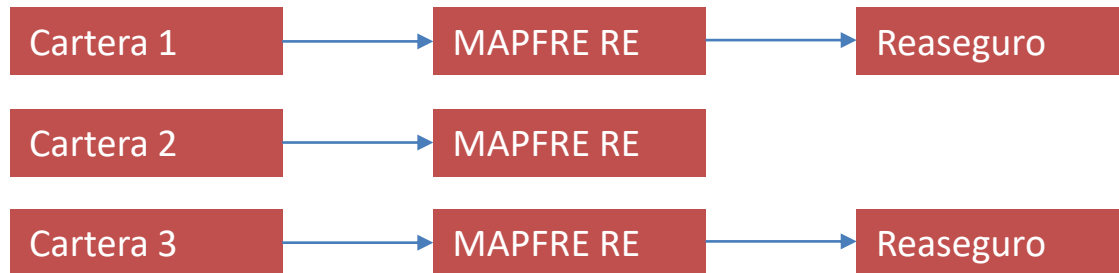 Cartera 1 MAPFRE RE Reaseguro
Cartera 2 MAPFRE RE
Cartera 3 MAPFRE RE Reaseguro